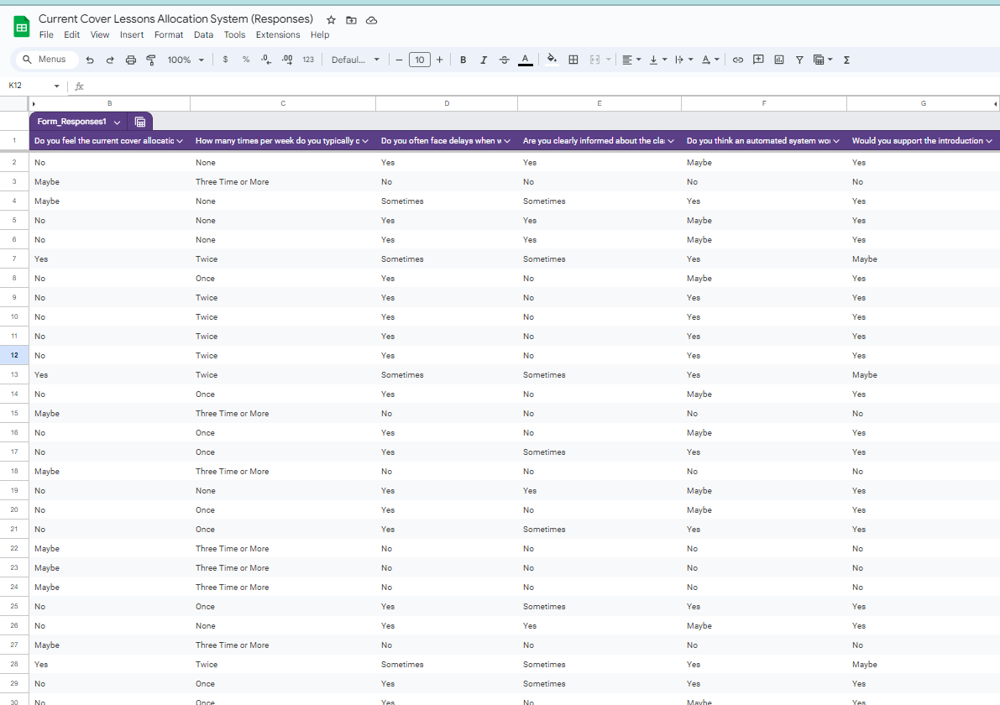 Current Cover Lessons Allocation System (Responses)
File Edit View Insert Format Data Tools Extensions Help
Menus 100% $ % .0 .00 123 Defaul... − 10 + B I S A A Σ
K12 fx
B C D E F G
Form_Responses1
1 Do you feel the current cover allocatic How many times per week do you typically c Do you often face delays when w Are you clearly informed about the cla Do you think an automated system wo Would you support the introduction
2 No None Yes Yes Maybe Yes
3 Maybe Three Time or More No No No No
4 Maybe None Sometimes Sometimes Yes Yes
5 No None Yes Yes Maybe Yes
6 No None Yes Yes Maybe Yes
7 Yes Twice Sometimes Sometimes Yes Maybe
8 No Once Yes No Maybe Yes
9 No Twice Yes No Yes Yes
10 No Twice Yes No Yes Yes
11 No Twice Yes No Yes Yes
12 No Twice Yes No Yes Yes
13 Yes Twice Sometimes Sometimes Yes Maybe
14 No Once Yes No Maybe Yes
15 Maybe Three Time or More No No No No
16 No Once Yes No Maybe Yes
17 No Once Yes Sometimes Yes Yes
18 Maybe Three Time or More No No No No
19 No None Yes Yes Maybe Yes
20 No Once Yes No Maybe Yes
21 No Once Yes Sometimes Yes Yes
22 Maybe Three Time or More No No No No
23 Maybe Three Time or More No No No No
24 Maybe Three Time or More No No No No
25 No Once Yes Sometimes Yes Yes
26 No None Yes Yes Maybe Yes
27 Maybe Three Time or More No No No No
28 Yes Twice Sometimes Sometimes Yes Maybe
29 No Once Yes Sometimes Yes Yes
30 No Once Yes No Maybe Yes